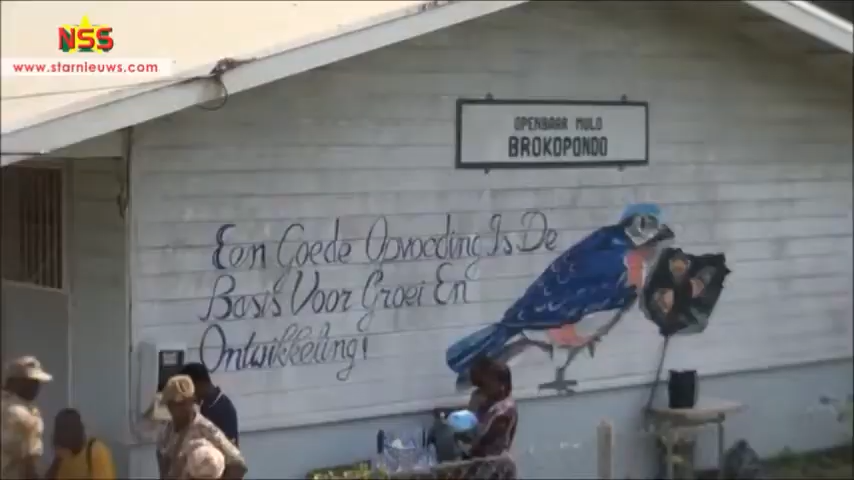 NSS
www.starnieuws.com
OPENBAAR MULO
BROKOPONDO
Een Goede Opvoeding Is De
Basis Voor Groei En
Ontwikkeling!